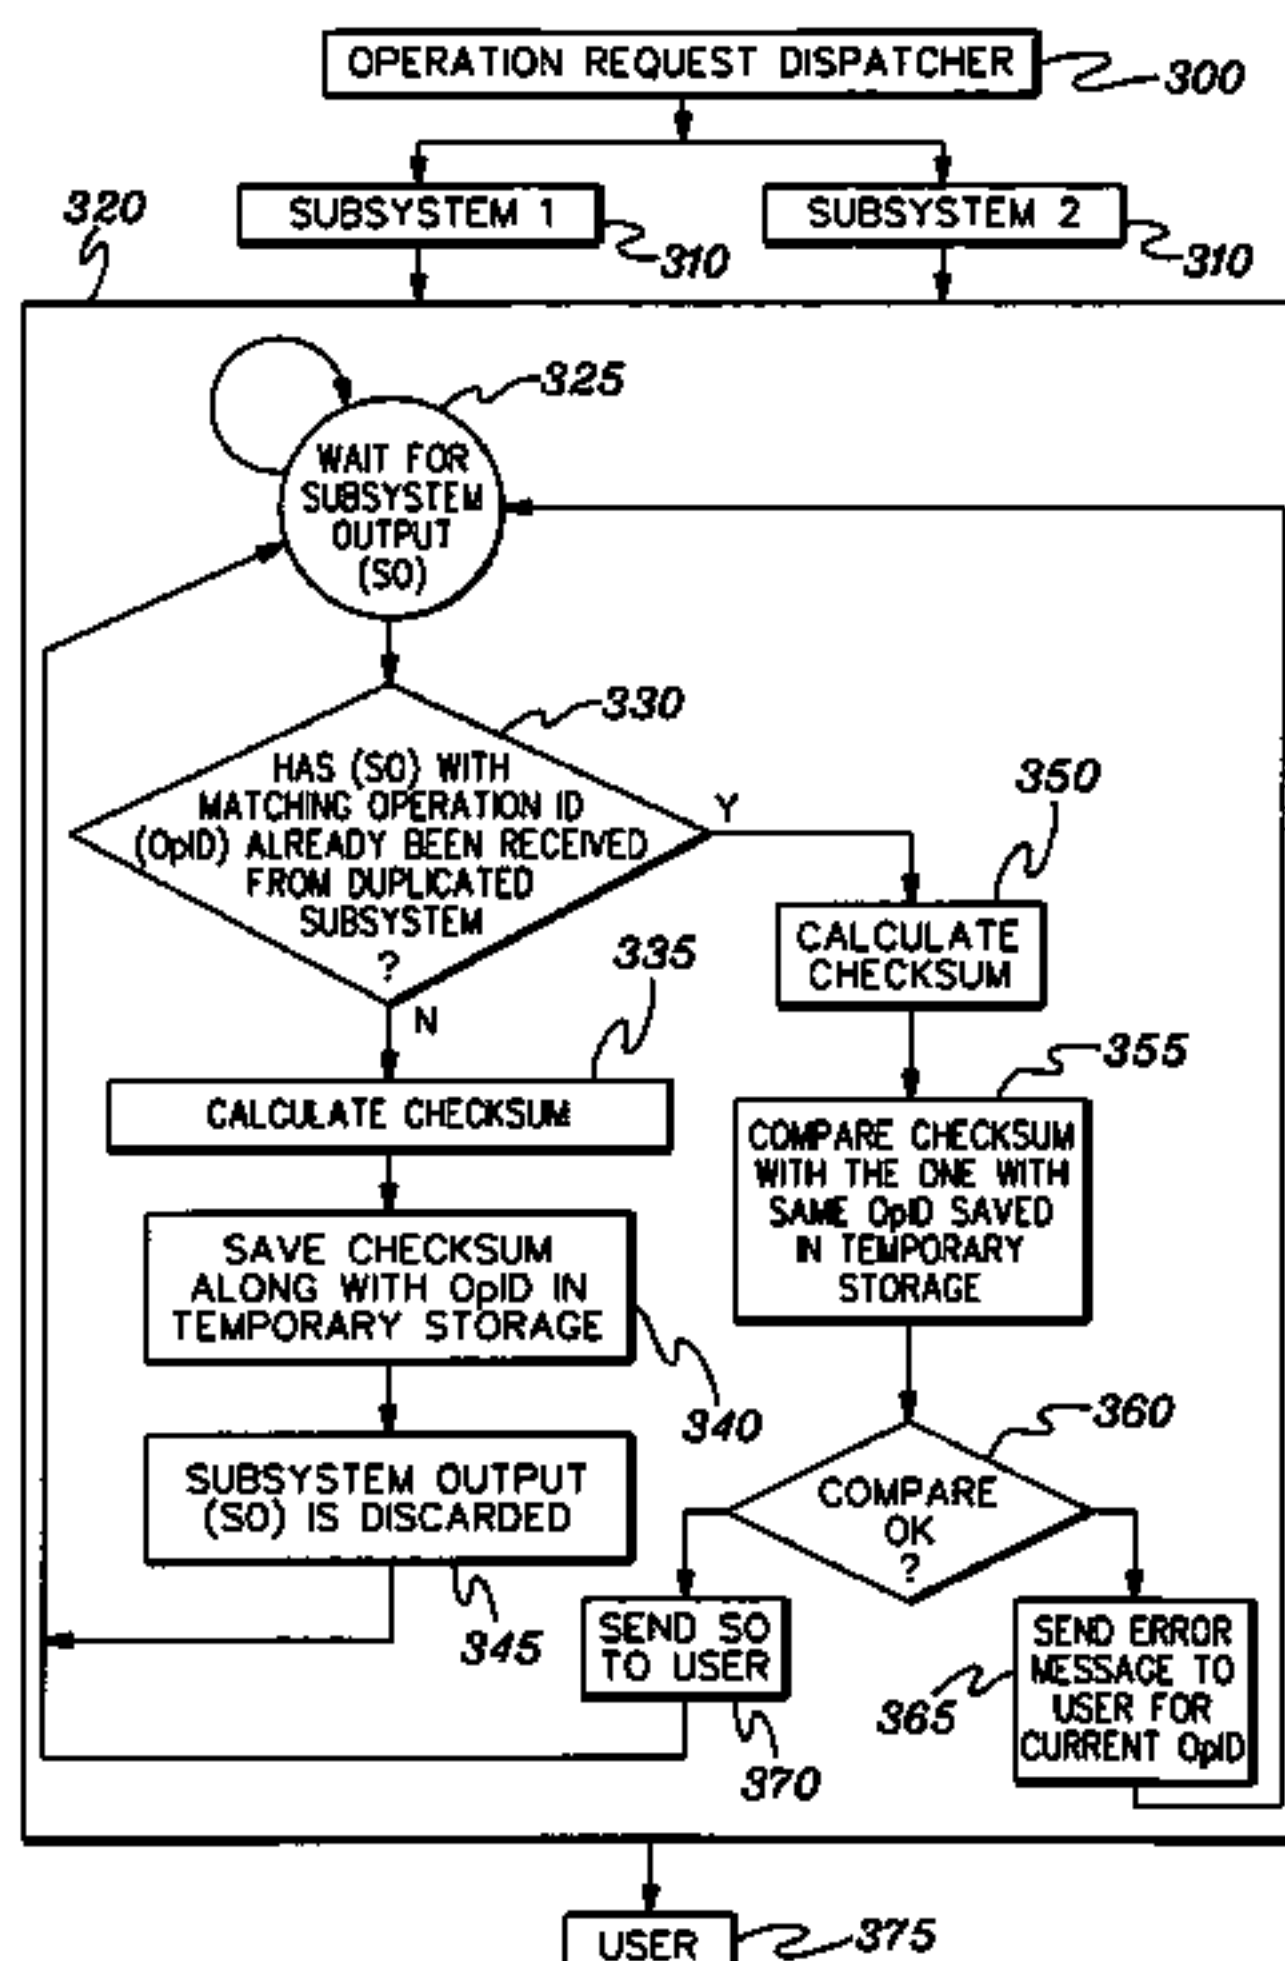 OPERATION REQUEST DISPATCHER
300
SUBSYSTEM 1
310
SUBSYSTEM 2
310
320
325
WAIT FOR
SUBSYSTEM
OUTPUT
(SO)
330
HAS (SO) WITH
MATCHING OPERATION ID
(OpID) ALREADY BEEN RECEIVED
FROM DUPLICATED
SUBSYSTEM
?
Y
N
350
CALCULATE
CHECKSUM
335
CALCULATE CHECKSUM
355
COMPARE CHECKSUM
WITH THE ONE WITH
SAME OpID SAVED
IN TEMPORARY
STORAGE
SAVE CHECKSUM
ALONG WITH OpID IN
TEMPORARY STORAGE
340
360
COMPARE
OK
?
SUBSYSTEM OUTPUT
(SO) IS DISCARDED
345
SEND SO
TO USER
370
SEND ERROR
MESSAGE TO
USER FOR
CURRENT OpID
365
USER
375